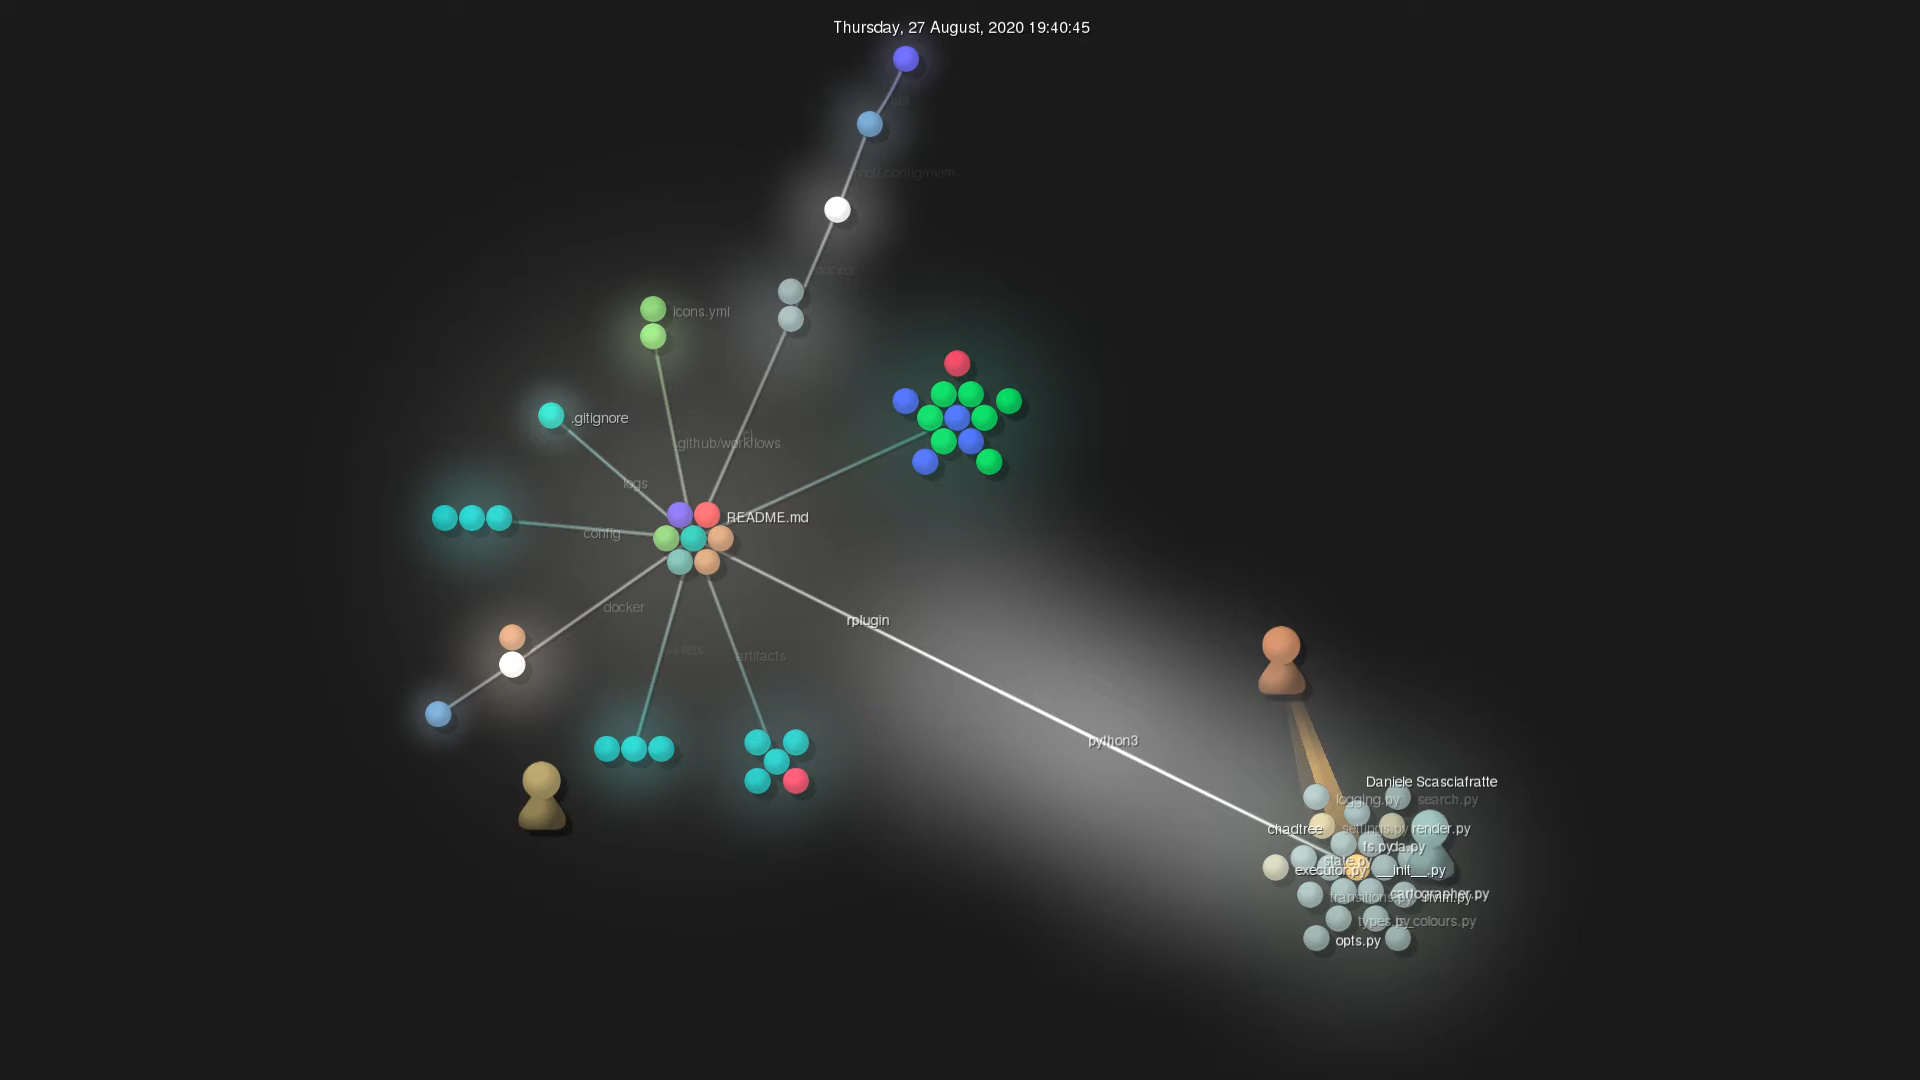 Thursday, 27 August, 2020 19:40:45
docker
icons.yml
.gitignore
.github/workflows
logs
README.md
config
docker
rplugin
artifacts
python3
Daniele Scasciafratte
logging.py
search.py
chadtree
settings.py
render.py
fs.py
da.py
state.py
executor.py
__init__.py
transitions.py
cartographer.py
nvim.py
types.py
colours.py
opts.py